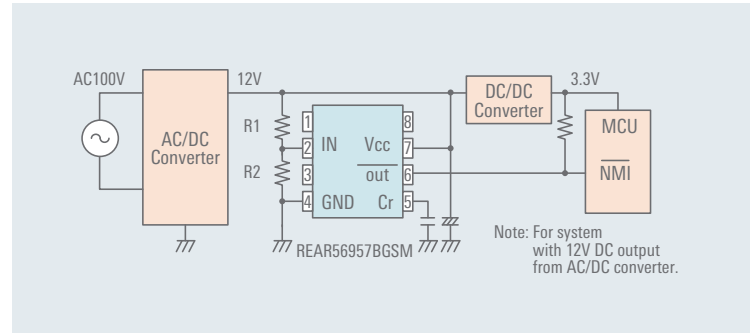 AC100V
12V
3.3V
AC/DC
Converter
R1
R2
1
2
3
4
IN
GND
Vcc
out
Cr
8
7
6
5
DC/DC
Converter
MCU
NMI
REAR56957BGSM
Note: For system
with 12V DC output
from AC/DC converter.